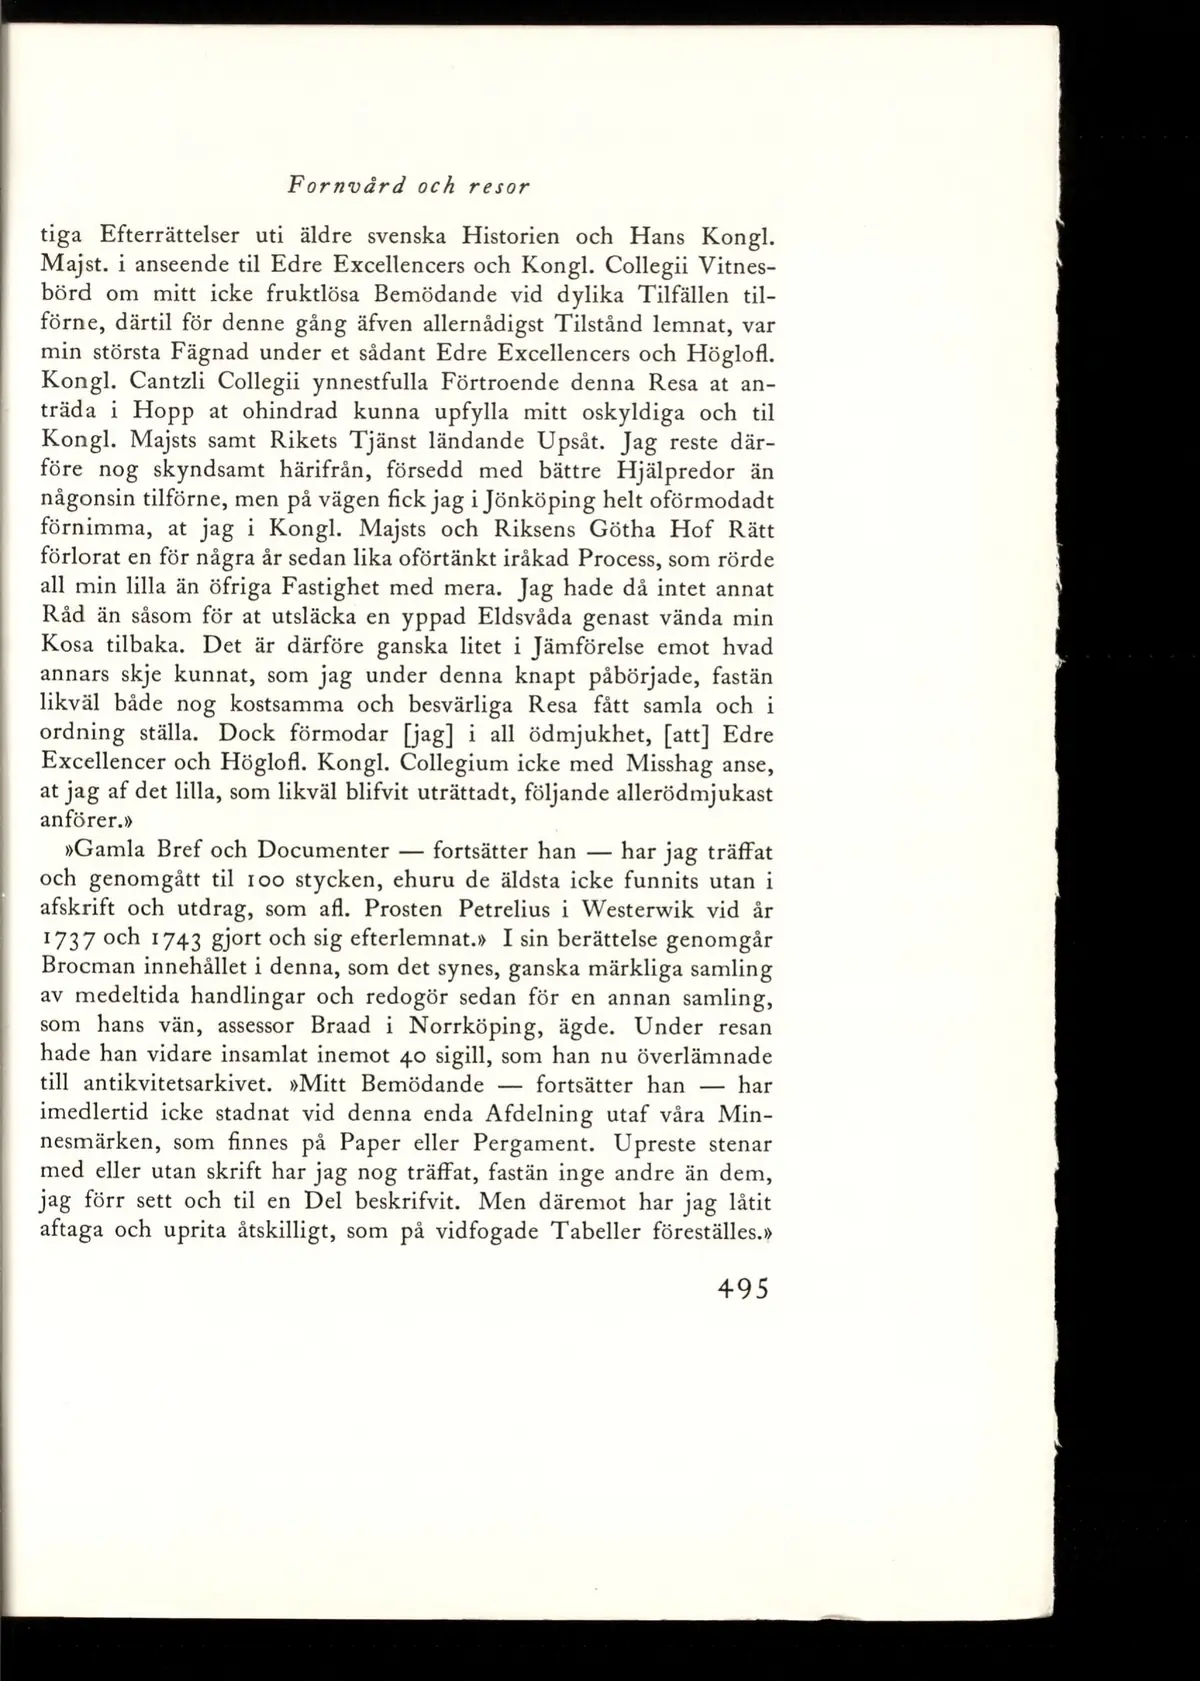 Fornvård och resor
tiga Efterrättelser uti äldre svenska Historien och Hans Kongl.
Majst. i anseende til Edre Excellencers och Kongl. Collegii Vitnes-
börd om mitt icke fruktlösa Bemödande vid dylika Tilfällen til-
förne, därtil för denne gång äfven allernådigst Tilstånd lemnat, var
min största Fägnad under et sådant Edre Excellencers och Höglofl.
Kongl. Cantzli Collegii ynnestfulla Förtroende denna Resa at an-
träda i Hopp at ohindrad kunna upfylla mitt oskyldiga och til
Kongl. Majsts samt Rikets Tjänst ländande Upsåt. Jag reste där-
före nog skyndsamt härifrån, försedd med bättre Hjälpredor än
någonsin tilförne, men på vägen fick jag i Jönköping helt oförmodadt
förnimma, at jag i Kongl. Majsts och Riksens Götha Hof Rätt
förlorat en för några år sedan lika oförtänkt iråkad Process, som rörde
all min lilla än öfriga Fastighet med mera. Jag hade då intet annat
Råd än såsom för at utsläcka en yppad Eldsvåda genast vända min
Kosa tilbaka. Det är därföre ganska litet i Jämförelse emot hvad
annars skje kunnat, som jag under denna knapt påbörjade, fastän
likväl både nog kostsamma och besvärliga Resa fått samla och i
ordning ställa. Dock förmodar [jag] i all ödmjukhet, [att] Edre
Excellencer och Höglofl. Kongl. Collegium icke med Misshag anse,
at jag af det lilla, som likväl blifvit uträttadt, följande allerödmjukast
anförer.»
»Gamla Bref och Documenter — fortsätter han — har jag träffat
och genomgått til 100 stycken, ehuru de äldsta icke funnits utan i
afskrift och utdrag, som afl. Prosten Petrelius i Westerwik vid år
1737 och 1743 gjort och sig efterlemnat.» I sin berättelse genomgår
Brocman innehållet i denna, som det synes, ganska märkliga samling
av medeltida handlingar och redogör sedan för en annan samling,
som hans vän, assessor Braad i Norrköping, ägde. Under resan
hade han vidare insamlat inemot 40 sigill, som han nu överlämnade
till antikvitetsarkivet. »Mitt Bemödande — fortsätter han — har
imedlertid icke stadnat vid denna enda Afdelning utaf våra Min-
nesmärken, som finnes på Paper eller Pergament. Upreste stenar
med eller utan skrift har jag nog träffat, fastän inge andre än dem,
jag förr sett och til en Del beskrifvit. Men däremot har jag låtit
aftaga och uprita åtskilligt, som på vidfogade Tabeller föreställes.»
495